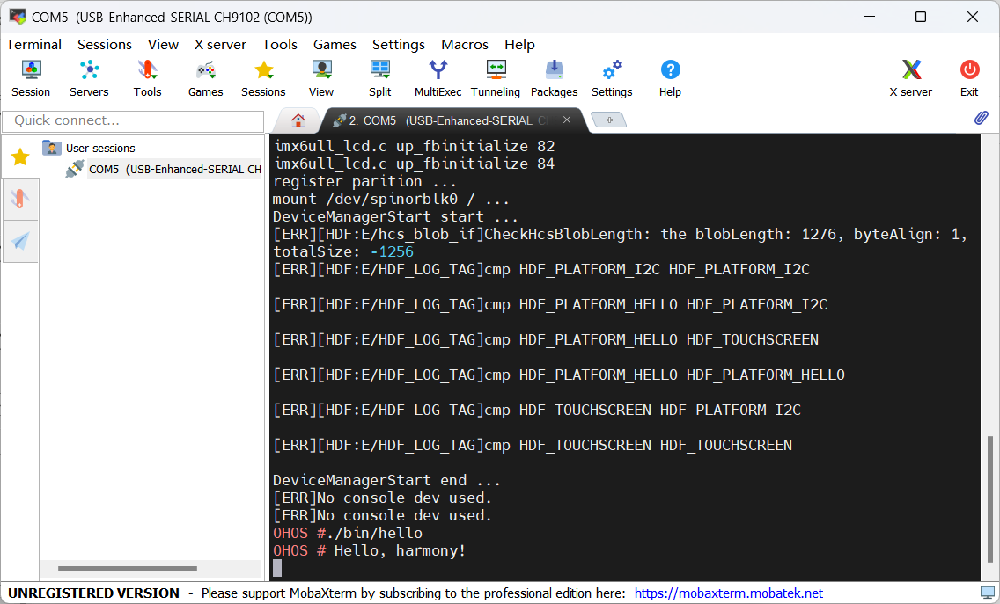 COM5 (USB-Enhanced-SERIAL CH9102 (COM5))
Terminal Sessions View X server Tools Games Settings Macros Help
Session Servers Tools Games Sessions View Split MultiExec Tunneling Packages Settings Help X server Exit
Quick connect...
2. COM5 (USB-Enhanced-SERIAL
User sessions
COM5 (USB-Enhanced-SERIAL CH
imx6ull_lcd.c up_fbinitialize 82
imx6ull_lcd.c up_fbinitialize 84
register parition ...
mount /dev/spinorblk0 / ...
DeviceManagerStart start ...
[ERR][HDF:E/hcs_blob_if]CheckHcsBlobLength: the blobLength: 1276, byteAlign: 1,
totalSize: -1256
[ERR][HDF:E/HDF_LOG_TAG]cmp HDF_PLATFORM_I2C HDF_PLATFORM_I2C
[ERR][HDF:E/HDF_LOG_TAG]cmp HDF_PLATFORM_HELLO HDF_PLATFORM_I2C
[ERR][HDF:E/HDF_LOG_TAG]cmp HDF_PLATFORM_HELLO HDF_TOUCHSCREEN
[ERR][HDF:E/HDF_LOG_TAG]cmp HDF_PLATFORM_HELLO HDF_PLATFORM_HELLO
[ERR][HDF:E/HDF_LOG_TAG]cmp HDF_TOUCHSCREEN HDF_PLATFORM_I2C
[ERR][HDF:E/HDF_LOG_TAG]cmp HDF_TOUCHSCREEN HDF_TOUCHSCREEN
DeviceManagerStart end ...
[ERR]No console dev used.
[ERR]No console dev used.
OHOS #./bin/hello
OHOS # Hello, harmony!
UNREGISTERED VERSION - Please support MobaXterm by subscribing to the professional edition here: https://mobaxterm.mobatek.net